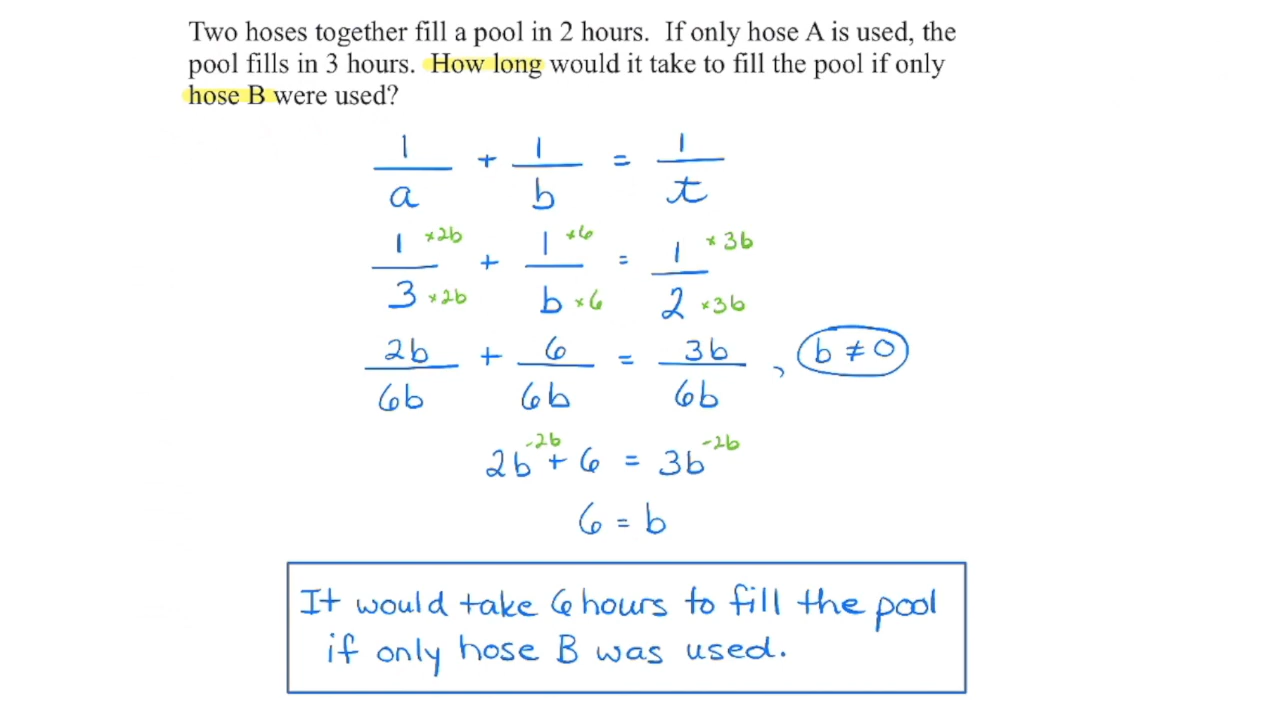 Two hoses together fill a pool in 2 hours. If only hose A is used, the
pool fills in 3 hours. How long would it take to fill the pool if only
hose B were used?
1/a + 1/b = 1/t
1 ×2b/3 ×2b + 1 ×6/b ×6 = 1 ×3b/2 ×3b
2b/6b + 6/6b = 3b/6b , b ≠ 0
2b -2b + 6 = 3b -2b
6 = b
It would take 6 hours to fill the pool
if only hose B was used.